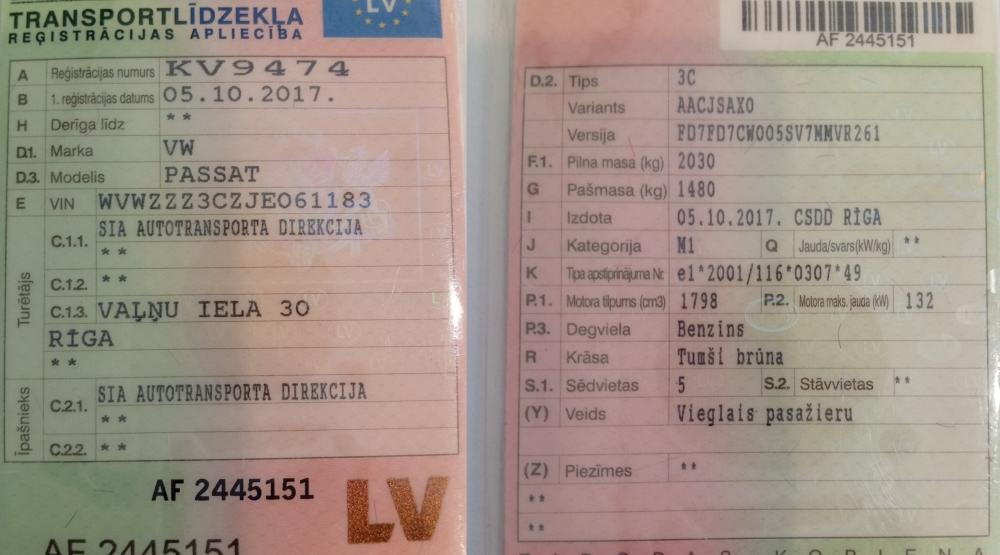 TRANSPORTLĪDZEKĻA
REĢISTRĀCIJAS APLIECĪBA
LV
A Reģistrācijas numurs KV9474
B 1. reģistrācijas datums 05.10.2017.
H Derīga līdz **
D.1. Marka VW
D.3. Modelis PASSAT
E VIN WVWZZZ3CZJE061183
Turētājs
C.1.1. SIA AUTOTRANSPORTA DIREKCIJA
**
C.1.2. **
C.1.3. VAĻŅU IELA 30
RĪGA
**
Īpašnieks
C.2.1. SIA AUTOTRANSPORTA DIREKCIJA
**
C.2.2. **
AF 2445151
LV
AF 2445151
AF 2445151
D.2. Tips 3C
Variants AACJSAX0
Versija FD7FD7CW005SV7MMVR261
F.1. Pilna masa (kg) 2030
G Pašmasa (kg) 1480
I Izdota 05.10.2017. CSDD RĪGA
J Kategorija M1 Q Jauda/svars(kW/kg) **
K Tipa apstiprinājuma Nr. e1*2001/116*0307*49
P.1. Motora tilpums (cm3) 1798 P.2. Motora maks. jauda (kW) 132
P.3. Degviela Benzīns
R Krāsa Tumši brūna
S.1. Sēdvietas 5 S.2. Stāvvietas **
(Y) Veids Vieglais pasažieru
(Z) Piezīmes **
**
**